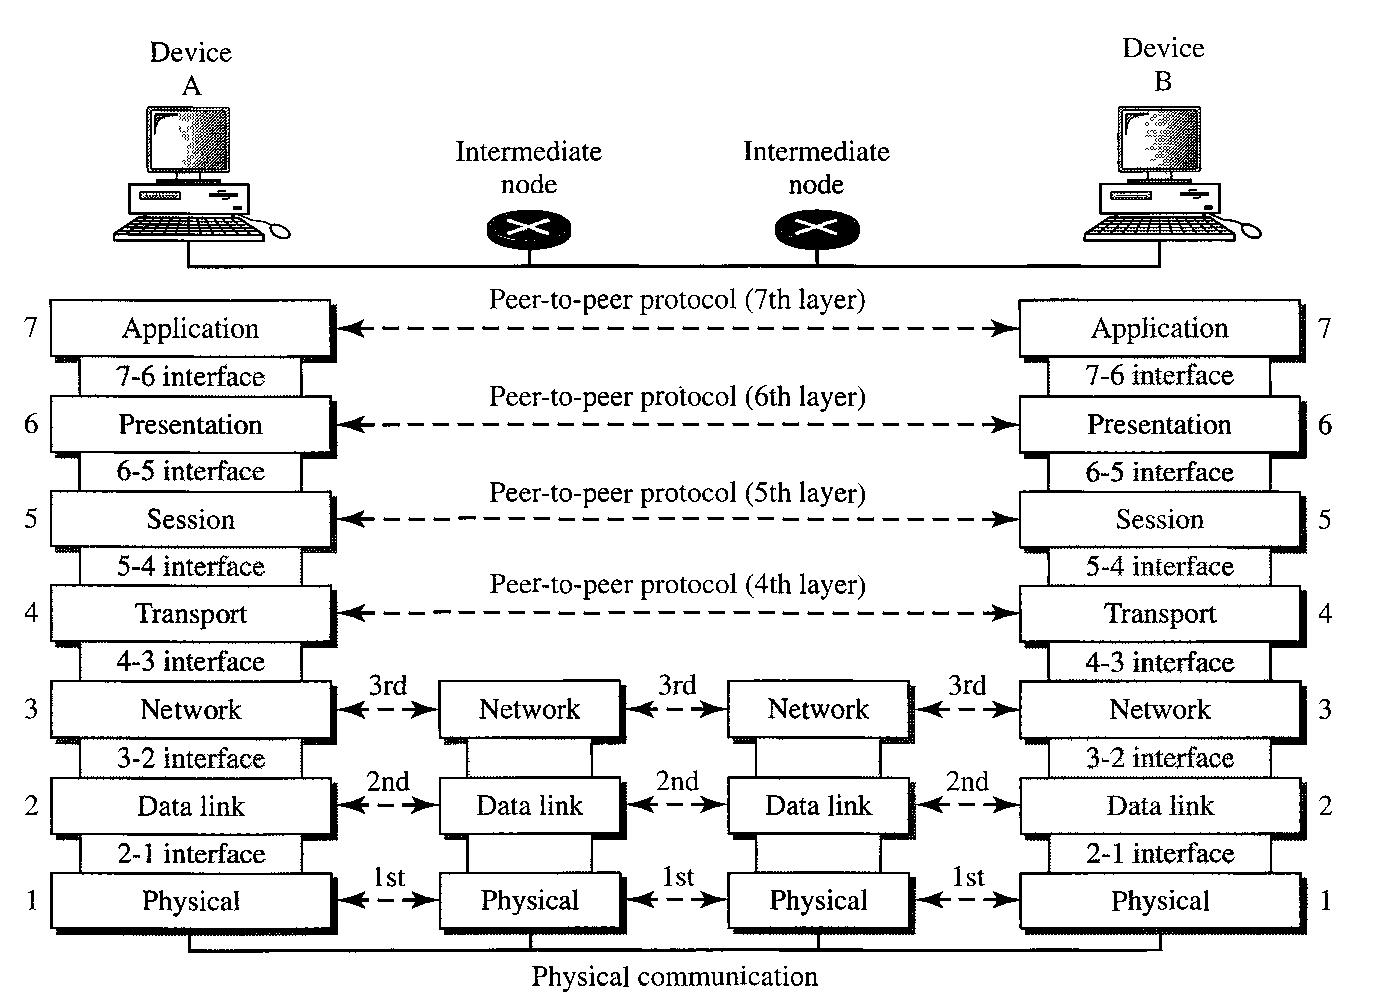 Device
A
Device
B
Intermediate
node
Intermediate
node
Peer-to-peer protocol (7th layer)
7
Application
Application
7
7-6 interface
7-6 interface
Peer-to-peer protocol (6th layer)
6
Presentation
Presentation
6
6-5 interface
6-5 interface
Peer-to-peer protocol (5th layer)
5
Session
Session
5
5-4 interface
5-4 interface
Peer-to-peer protocol (4th layer)
4
Transport
Transport
4
4-3 interface
4-3 interface
3rd
3rd
3rd
3
Network
Network
Network
Network
3
3-2 interface
3-2 interface
2nd
2nd
2nd
2
Data link
Data link
Data link
Data link
2
2-1 interface
2-1 interface
1st
1st
1st
1
Physical
Physical
Physical
Physical
1
Physical communication